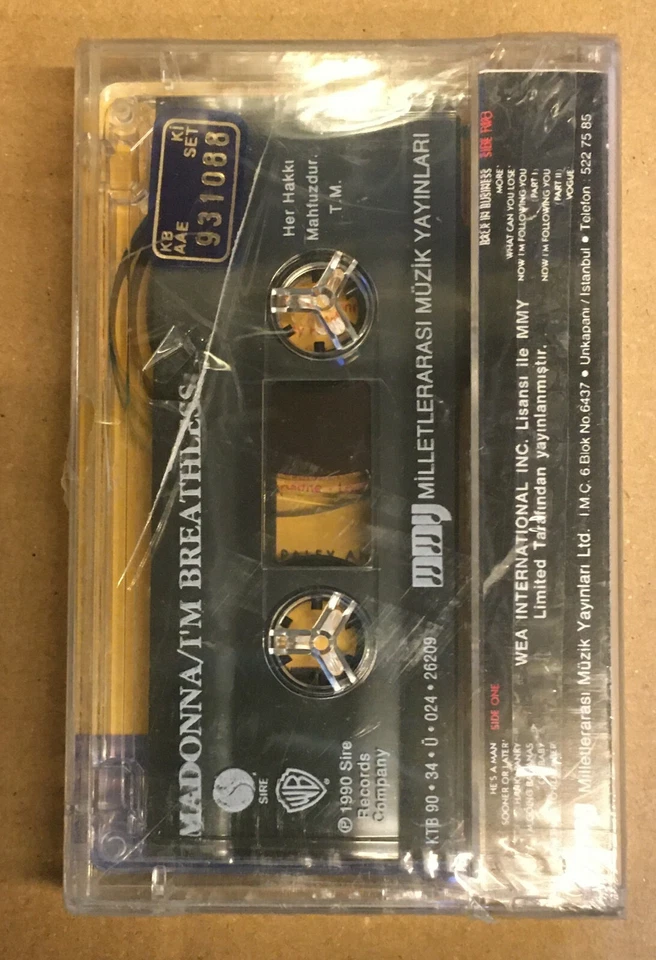 KB
AAE
Kİ
SET
931088
MADONNA/I'M BREATHLESS
Her Hakkı
Mahfuzdur.
T.M.
SIRE
WB
℗ 1990 Sire
Records
Company
mmy MİLLETLERARASI MÜZİK YAYINLARI
KTB 90 • 34 • Ü • 024 • 26209
SIDE ONE
HE'S A MAN
SOONER OR LATER*
HANKY PANKY
SIDE TWO
BACK IN BUSINESS
MORE*
WHAT CAN YOU LOSE*
NOW I'M FOLLOWING YOU
(PART I)
NOW I'M FOLLOWING YOU
(PART II)
VOGUE
WEA INTERNATIONAL INC. Lisansı ile MMY
Limited Tarafından yayınlanmıştır.
Milletlerarası Müzik Yayınları Ltd. İ.M.Ç. 6.Blok No.6437 • Unkapanı / İstanbul • Telefon : 522 75 85